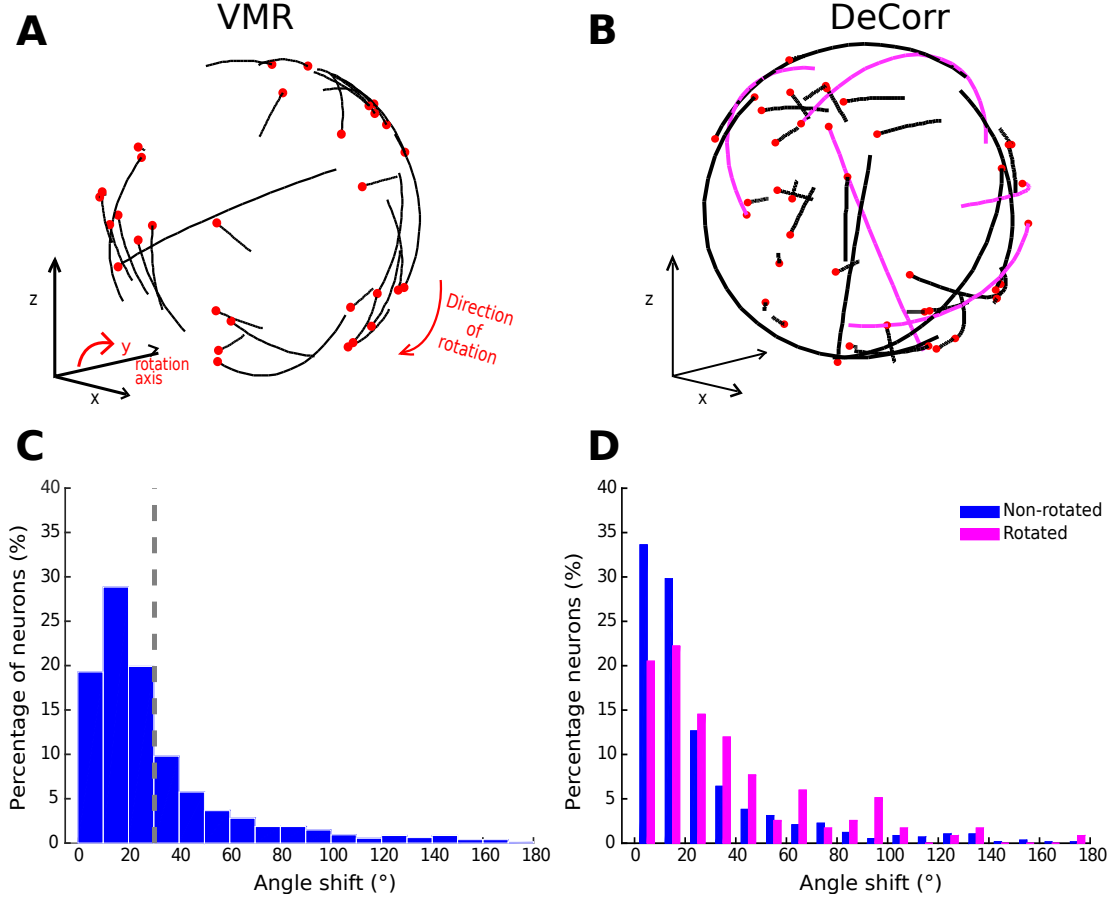 A
VMR
B
DeCorr
z
y
rotation
axis
x
Direction
of
rotation
z
x
C
D
40
35
30
25
20
15
10
5
0
Percentage of neurons (%)
0 20 40 60 80 100 120 140 160 180
Angle shift (°)
40
35
30
25
20
15
10
5
0
Percentage neurons (%)
Non-rotated
Rotated
0 20 40 60 80 100 120 140 160 180
Angle shift (°)